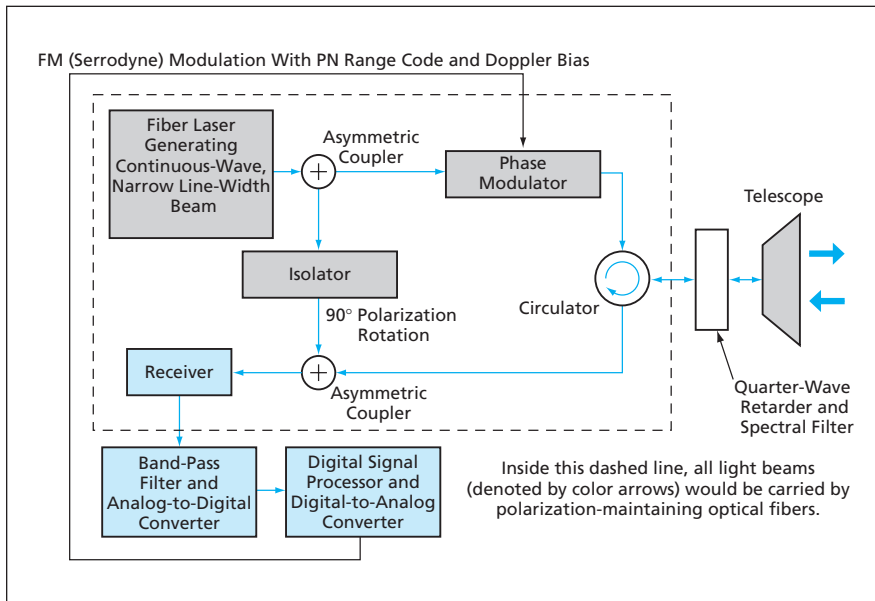 FM (Serrodyne) Modulation With PN Range Code and Doppler Bias
Fiber Laser
Generating
Continuous-Wave,
Narrow Line-Width
Beam
Asymmetric
Coupler
+
Phase
Modulator
Telescope
Isolator
90° Polarization
Rotation
Circulator
Receiver
+
Asymmetric
Coupler
Quarter-Wave
Retarder and
Spectral Filter
Band-Pass
Filter and
Analog-to-Digital
Converter
Digital Signal
Processor and
Digital-to-Analog
Converter
Inside this dashed line, all light beams
(denoted by color arrows) would be carried by
polarization-maintaining optical fibers.